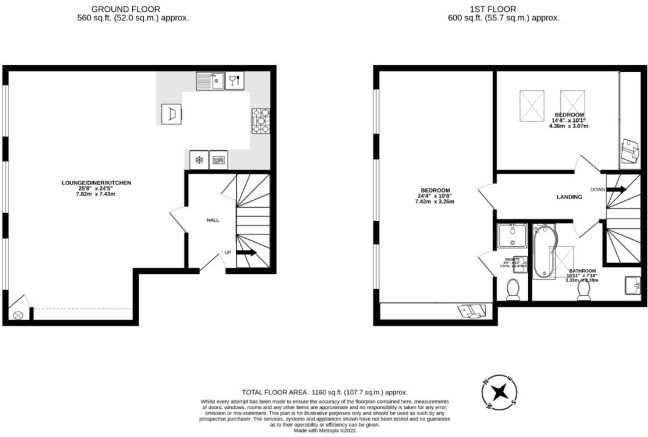 GROUND FLOOR
560 sq.ft. (52.0 sq.m.) approx.
1ST FLOOR
600 sq.ft. (55.7 sq.m.) approx.
LOUNGE/DINER/KITCHEN
25'8" x 24'5"
7.82m x 7.43m
HALL
UP
BEDROOM
14'4" x 10'1"
4.36m x 3.07m
BEDROOM
24'4" x 10'8"
7.42m x 3.26m
DOWN
LANDING
BATHROOM
TOTAL FLOOR AREA : 1160 sq.ft. (107.7 sq.m.) approx.
Whilst every attempt has been made to ensure the accuracy of the floorplan contained here, measurements
of doors, windows, rooms and any other items are approximate and no responsibility is taken for any error,
omission or mis-statement. This plan is for illustrative purposes only and should be used as such by any
prospective purchaser. The services, systems and appliances shown have not been tested and no guarantee
as to their operability or efficiency can be given.
Made with Metropix ©2022
N
E
S
W